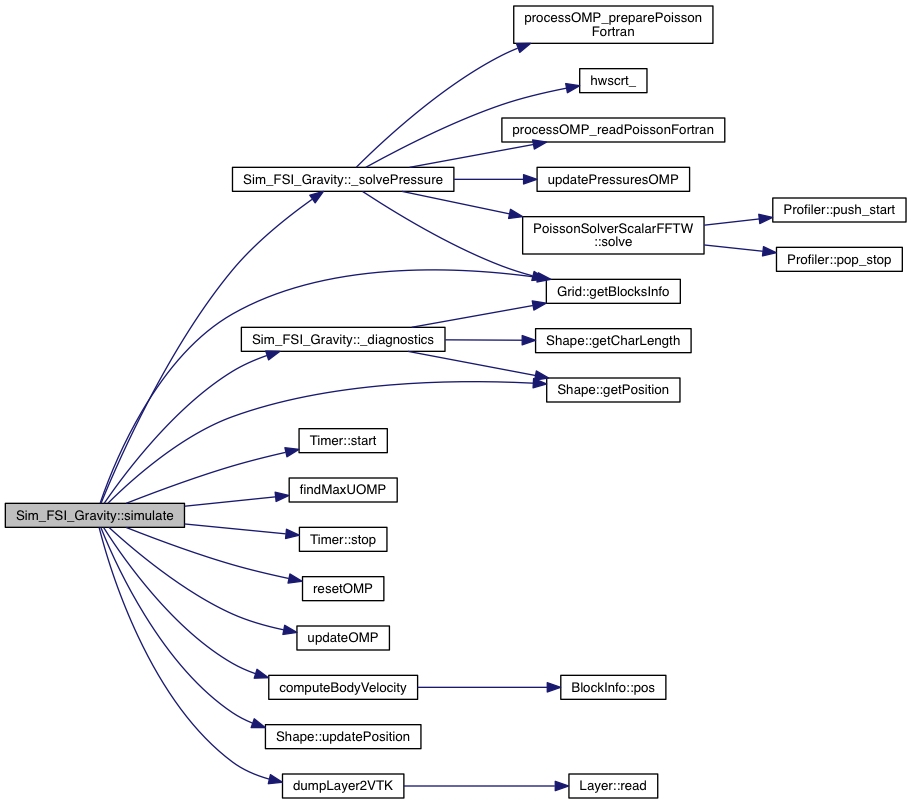 processOMP_preparePoisson
Fortran
hwscrt_
processOMP_readPoissonFortran
Sim_FSI_Gravity::_solvePressure
updatePressuresOMP
Profiler::push_start
PoissonSolverScalarFFTW
::solve
Profiler::pop_stop
Grid::getBlocksInfo
Sim_FSI_Gravity::_diagnostics
Shape::getCharLength
Shape::getPosition
Timer::start
findMaxUOMP
Sim_FSI_Gravity::simulate
Timer::stop
resetOMP
updateOMP
computeBodyVelocity
BlockInfo::pos
Shape::updatePosition
dumpLayer2VTK
Layer::read